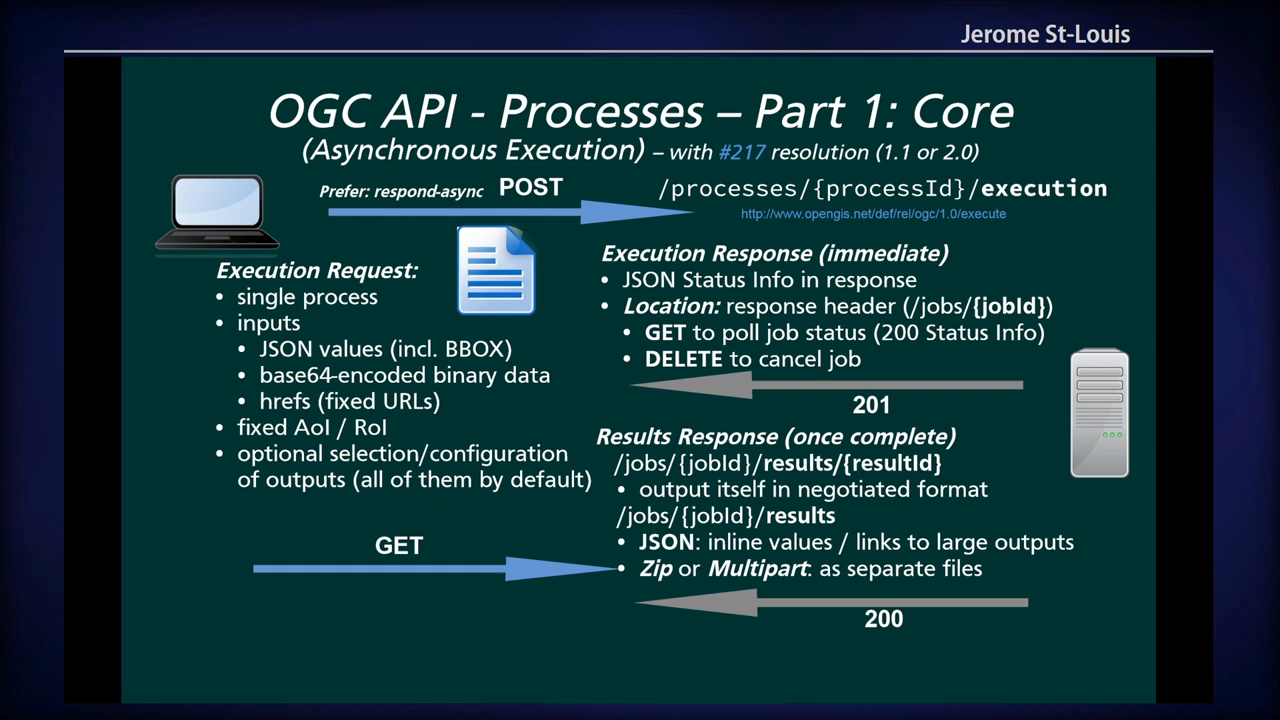 Jerome St-Louis
OGC API - Processes – Part 1: Core
(Asynchronous Execution) – with #217 resolution (1.1 or 2.0)
Prefer: respond-async POST
/processes/{processId}/execution
http://www.opengis.net/def/rel/ogc/1.0/execute
Execution Request:
• single process
• inputs
• JSON values (incl. BBOX)
• base64-encoded binary data
• hrefs (fixed URLs)
• fixed AoI / RoI
• optional selection/configuration
of outputs (all of them by default)
GET
Execution Response (immediate)
• JSON Status Info in response
• Location: response header (/jobs/{jobId})
• GET to poll job status (200 Status Info)
• DELETE to cancel job
201
Results Response (once complete)
/jobs/{jobId}/results/{resultId}
• output itself in negotiated format
/jobs/{jobId}/results
• JSON: inline values / links to large outputs
• Zip or Multipart: as separate files
200